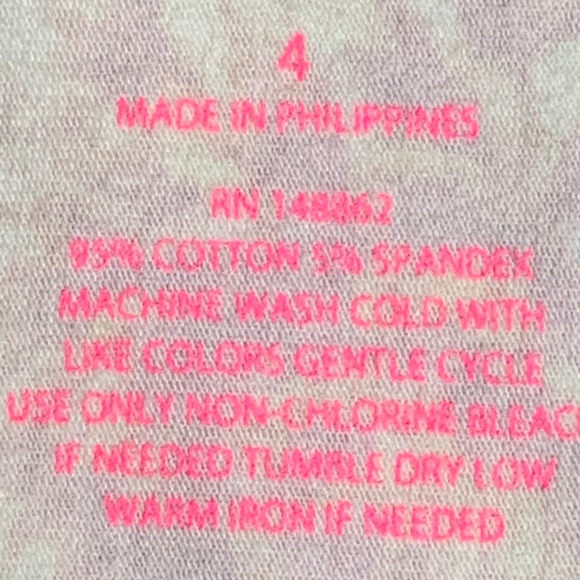 4
MADE IN PHILIPPINES
RN 148862
95% COTTON 5% SPANDEX
MACHINE WASH COLD WITH
LIKE COLORS GENTLE CYCLE
USE ONLY NON-CHLORINE BLEAC
IF NEEDED TUMBLE DRY LOW
WARM IRON IF NEEDED